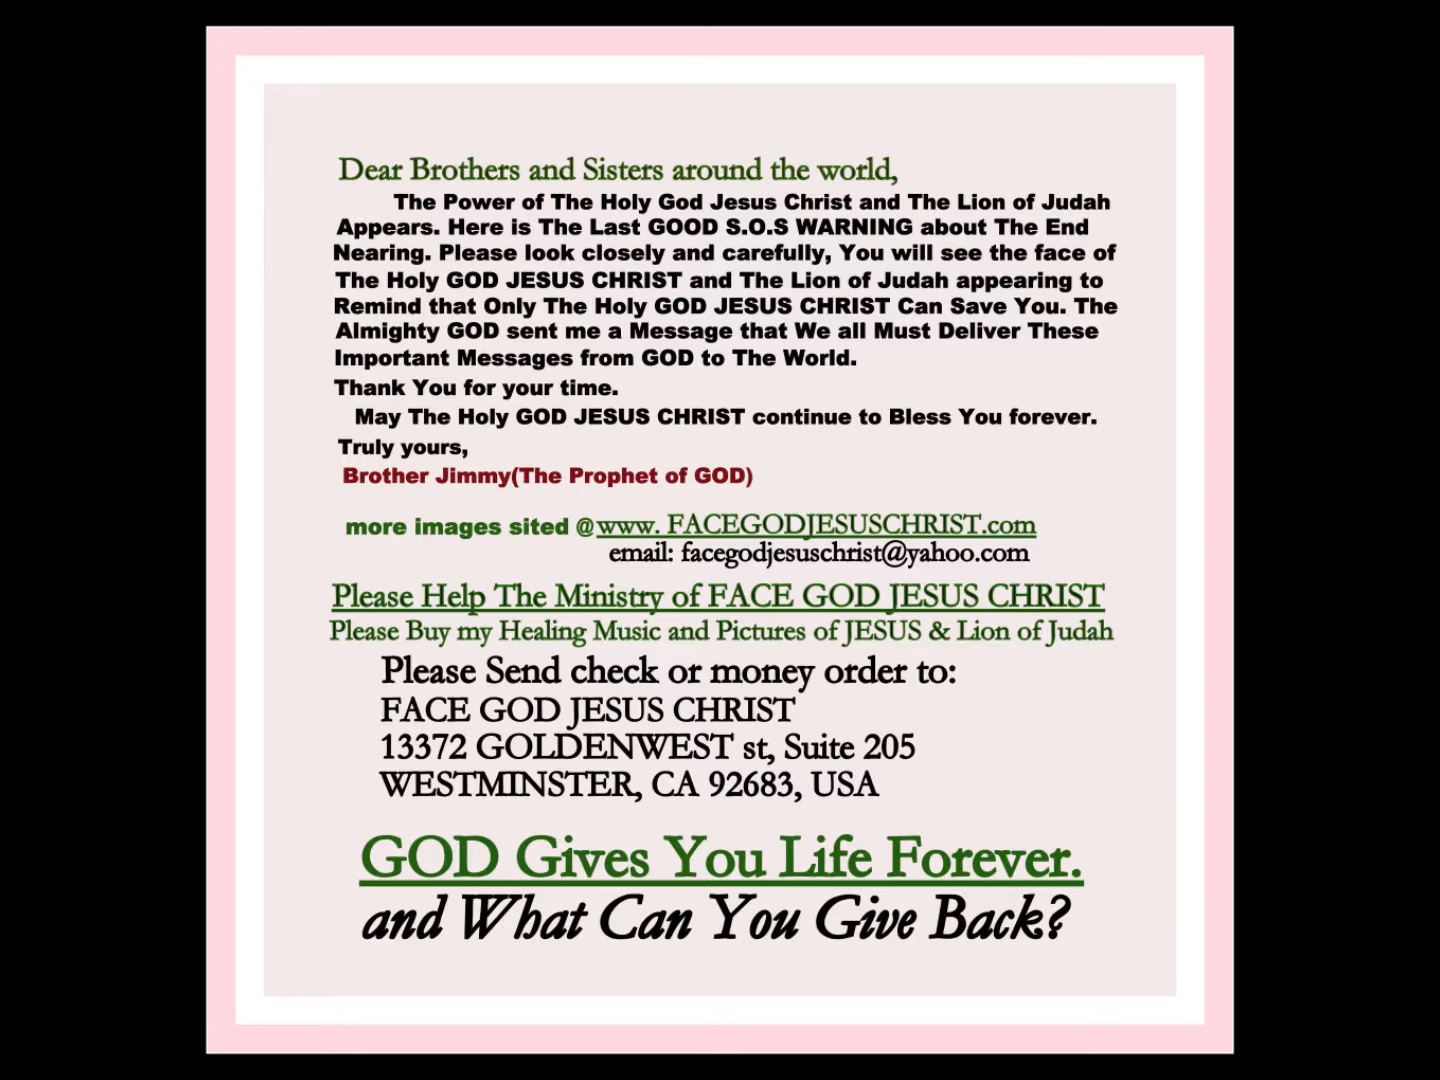 Dear Brothers and Sisters around the world,
The Power of The Holy God Jesus Christ and The Lion of Judah
Appears. Here is The Last GOOD S.O.S WARNING about The End
Nearing. Please look closely and carefully, You will see the face of
The Holy GOD JESUS CHRIST and The Lion of Judah appearing to
Remind that Only The Holy GOD JESUS CHRIST Can Save You. The
Almighty GOD sent me a Message that We all Must Deliver These
Important Messages from GOD to The World.
Thank You for your time.
May The Holy GOD JESUS CHRIST continue to Bless You forever.
Truly yours,
Brother Jimmy(The Prophet of GOD)
more images sited @www. FACEGODJESUSCHRIST.com
email: facegodjesuschrist@yahoo.com
Please Help The Ministry of FACE GOD JESUS CHRIST
Please Buy my Healing Music and Pictures of JESUS & Lion of Judah
Please Send check or money order to:
FACE GOD JESUS CHRIST
13372 GOLDENWEST st, Suite 205
WESTMINSTER, CA 92683, USA
GOD Gives You Life Forever.
and What Can You Give Back?